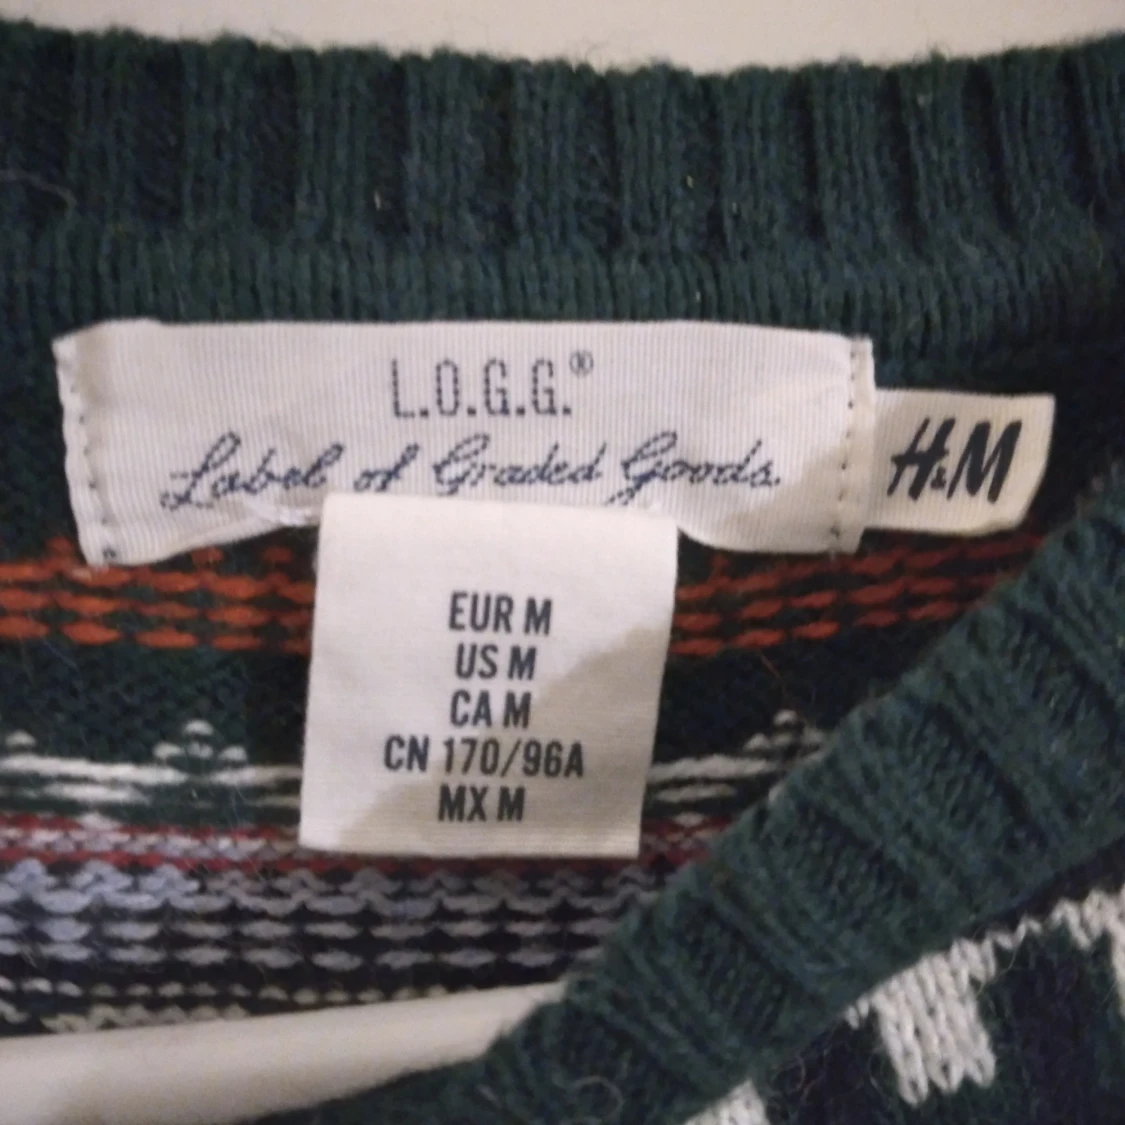 L.O.G.G.®
Label of Graded Goods.
H&M
EUR M
US M
CA M
CN 170/96A
MX M